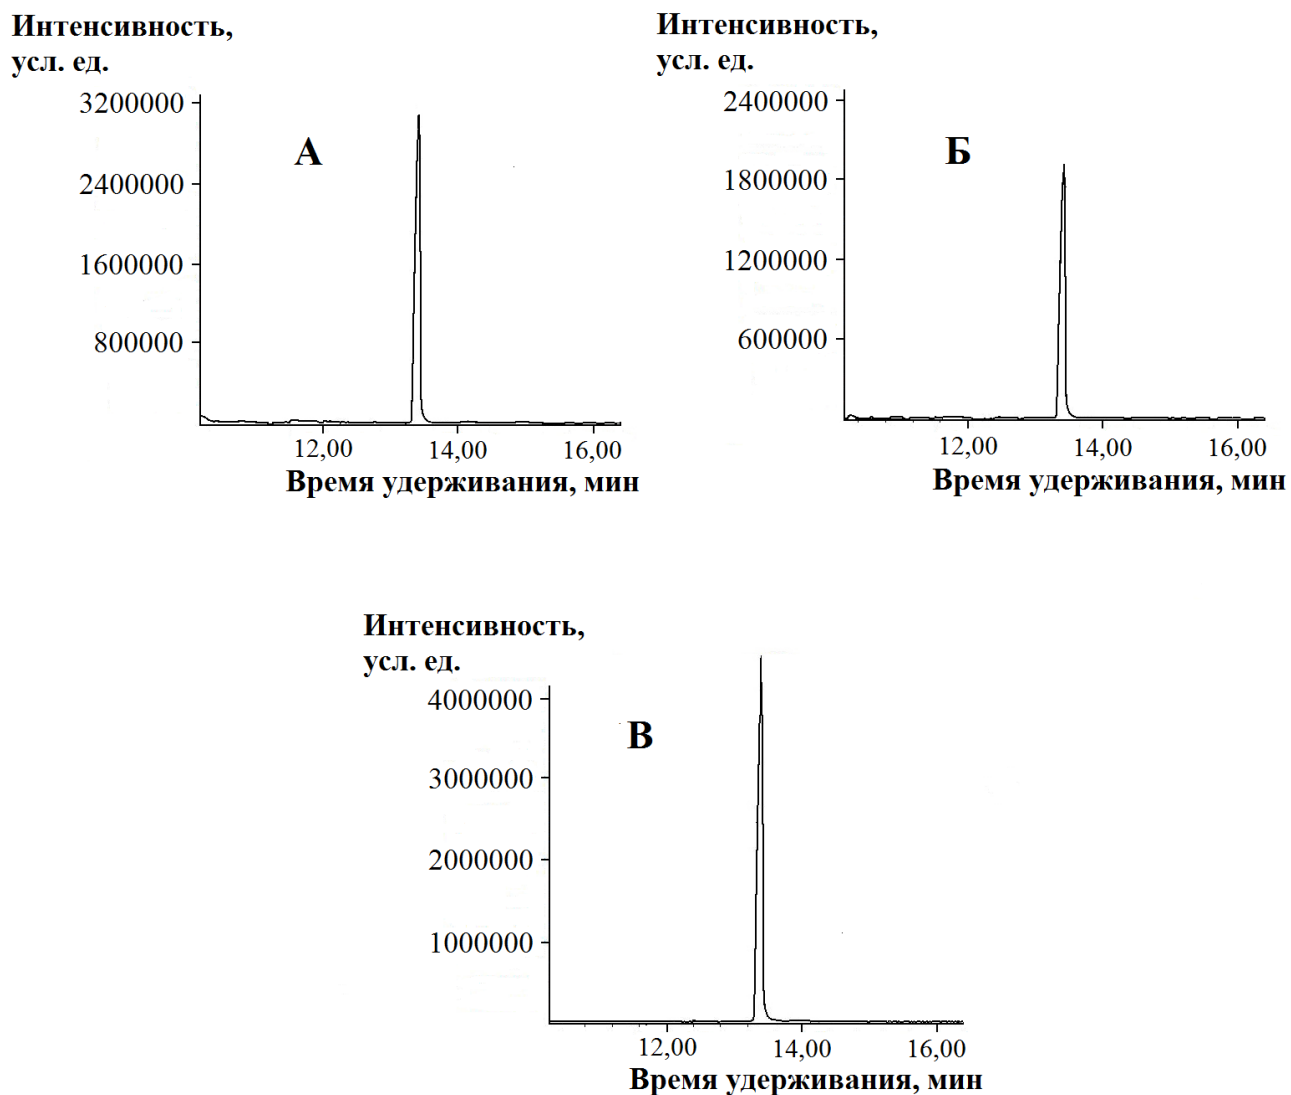 Интенсивность,
усл. ед.
3200000
2400000
1600000
800000
А
12,00
14,00
16,00
Время удерживания, мин
Интенсивность,
усл. ед.
2400000
1800000
1200000
600000
Б
12,00
14,00
16,00
Время удерживания, мин
Интенсивность,
усл. ед.
4000000
3000000
2000000
1000000
В
12,00
14,00
16,00
Время удерживания, мин